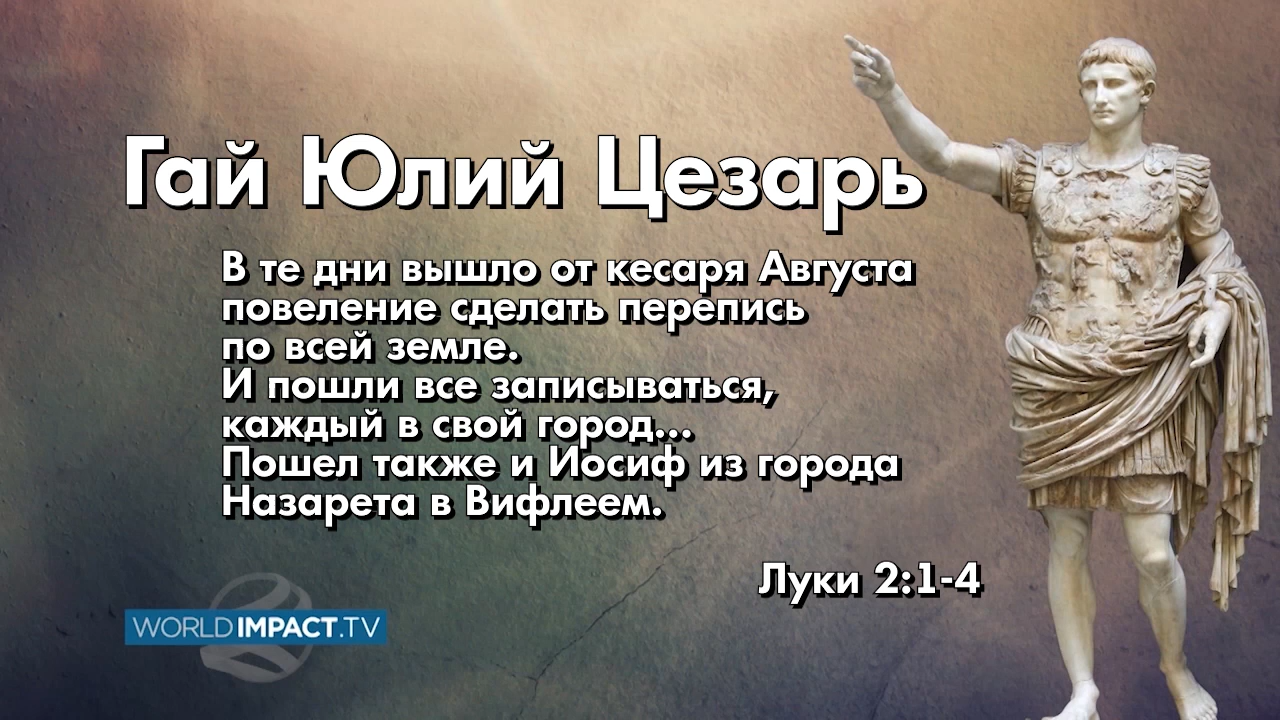 Гай Юлий Цезарь
В те дни вышло от кесаря Августа
повеление сделать перепись
по всей земле.
И пошли все записываться,
каждый в свой город...
Пошел также и Иосиф из города
Назарета в Вифлеем.
Луки 2:1-4
WORLDIMPACT.TV